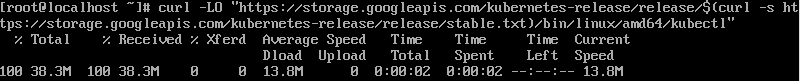 [root@localhost ~]# curl -LO "https://storage.googleapis.com/kubernetes-release/release/$(curl -s ht
tps://storage.googleapis.com/kubernetes-release/release/stable.txt)/bin/linux/amd64/kubectl"
% Total % Received % Xferd Average Speed Time Time Time Current
Dload Upload Total Spent Left Speed
100 38.3M 100 38.3M 0 0 13.8M 0 0:00:02 0:00:02 --:--:-- 13.8M